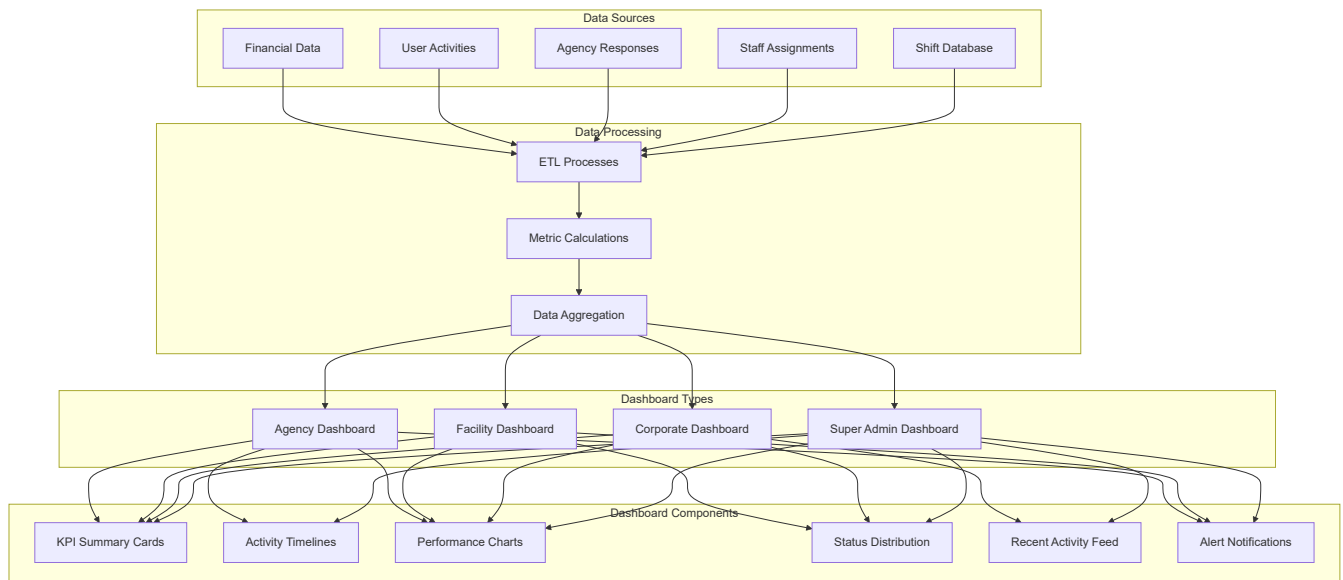 Data Sources
Financial Data
User Activities
Agency Responses
Staff Assignments
Shift Database
Data Processing
ETL Processes
Metric Calculations
Data Aggregation
Dashboard Types
Agency Dashboard
Facility Dashboard
Corporate Dashboard
Super Admin Dashboard
Dashboard Components
KPI Summary Cards
Activity Timelines
Performance Charts
Status Distribution
Recent Activity Feed
Alert Notifications